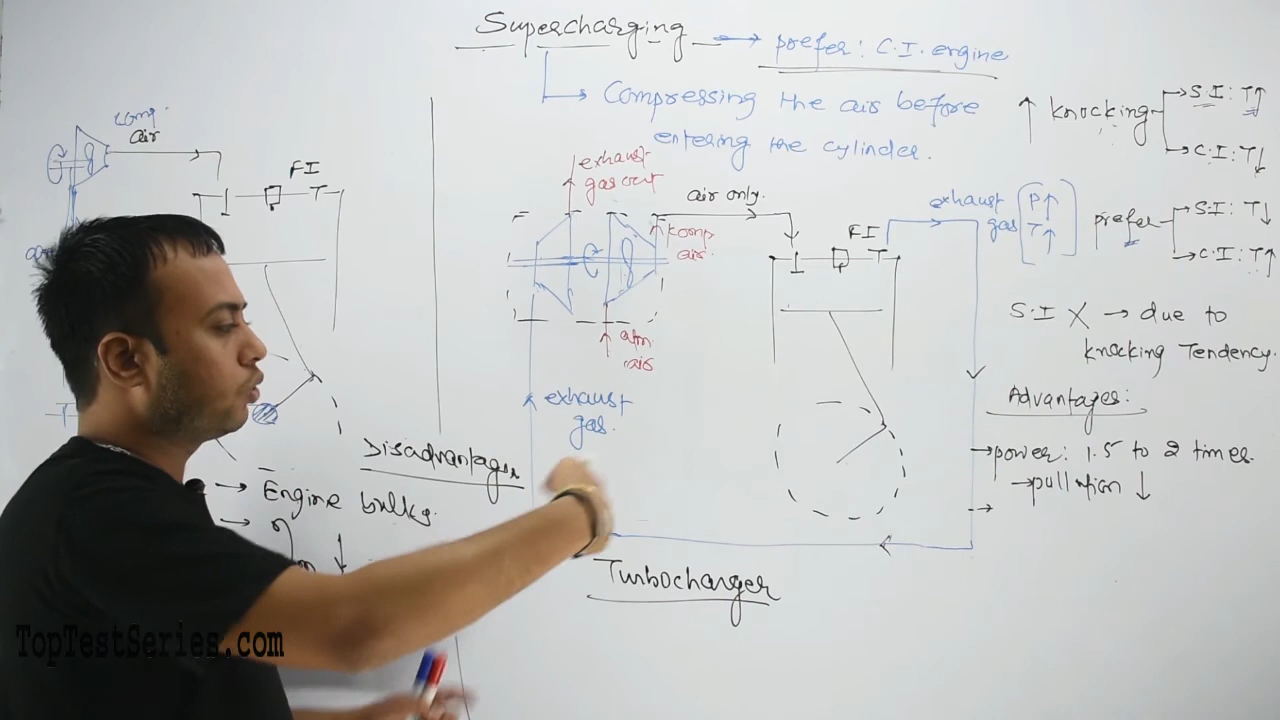 Supercharging → prefer: C.I. engine
→ Compressing the air before
entering the cylinder.
comp.
air
FI
exhaust
gas out
air only.
comp.
air.
atm
air
exhaust
gas.
FI
exhaust
gas
P↑
T↑
↑ knocking
→ S.I: T↑
→ C.I: T↓
prefer
→ S.I: T↓
→ C.I: T↑
S.I X → due to
knocking Tendency.
Advantages:
→ power: 1.5 to 2 times.
→ pollution ↓
→
Disadvantages
→ Engine bulky.
→ η ↓
Turbocharger
TopTestSeries.com